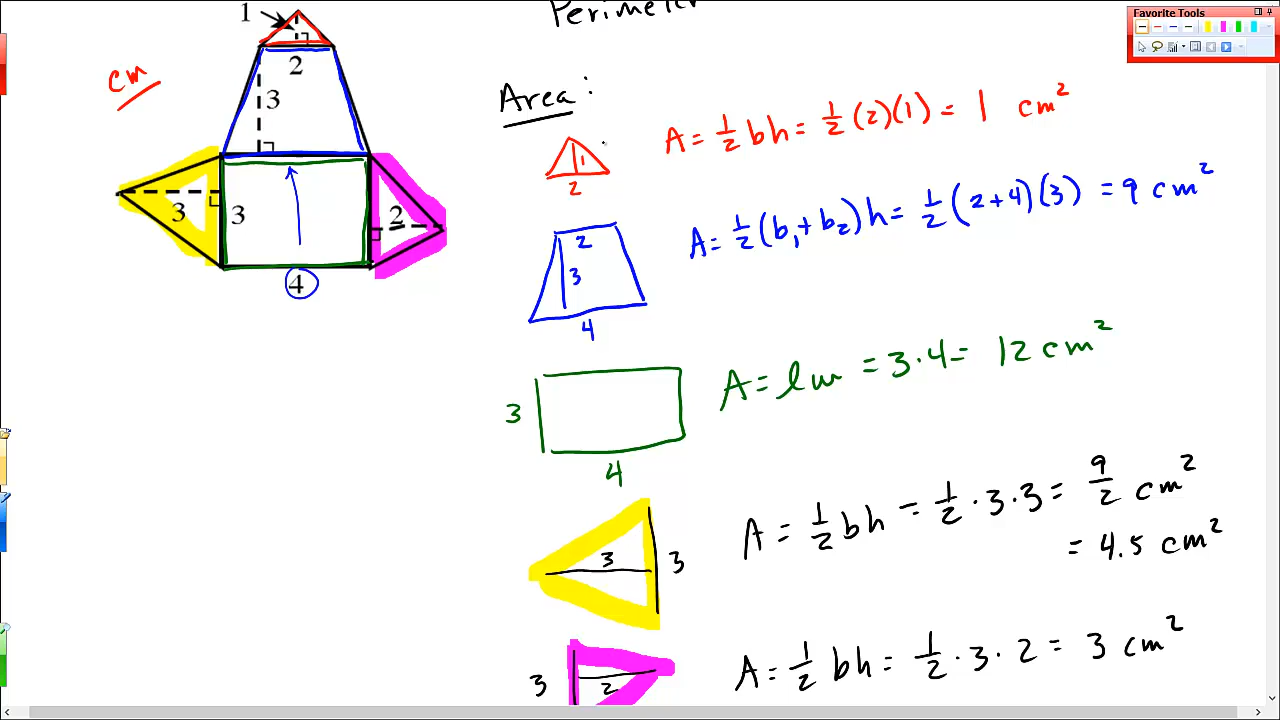 Perimeter
Favorite Tools
1
2
3
cm
3
3
2
4
Area:
1
2
A = 1/2 bh = 1/2 (2)(1) = 1 cm²
2
3
4
A = 1/2 (b₁ + b₂) h = 1/2 (2+4)(3) = 9 cm²
3
4
A = lw = 3·4 = 12 cm²
3
3
A = 1/2 bh = 1/2 · 3 · 3 = 9/2 cm²
= 4.5 cm²
3
2
A = 1/2 bh = 1/2 · 3 · 2 = 3 cm²